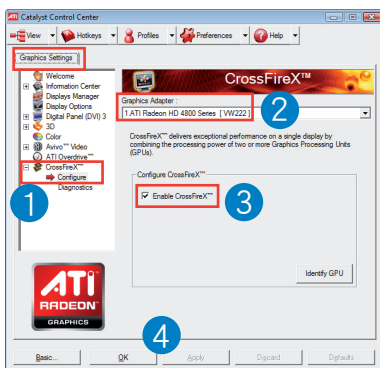 ATI Catalyst Control Center
View Hotkeys Profiles Preferences Help
Graphics Settings
Welcome
Information Center
Displays Manager
Display Options
Digital Panel (DVI) 3
3D
Color
Avivo™ Video
ATI Overdrive™
CrossFireX™
Configure
Diagnostics
1
CrossFireX™
Graphics Adapter :
1.ATI Radeon HD 4800 Series [ VW222 ]
2
CrossFireX™ delivers exceptional performance on a single display by
combining the processing power of two or more Graphics Processing Units
(GPUs).
Configure CrossFireX™
Enable CrossFireX™
3
Identify GPU
ATI
RADEON
GRAPHICS
4
Basic... OK Apply Discard Defaults